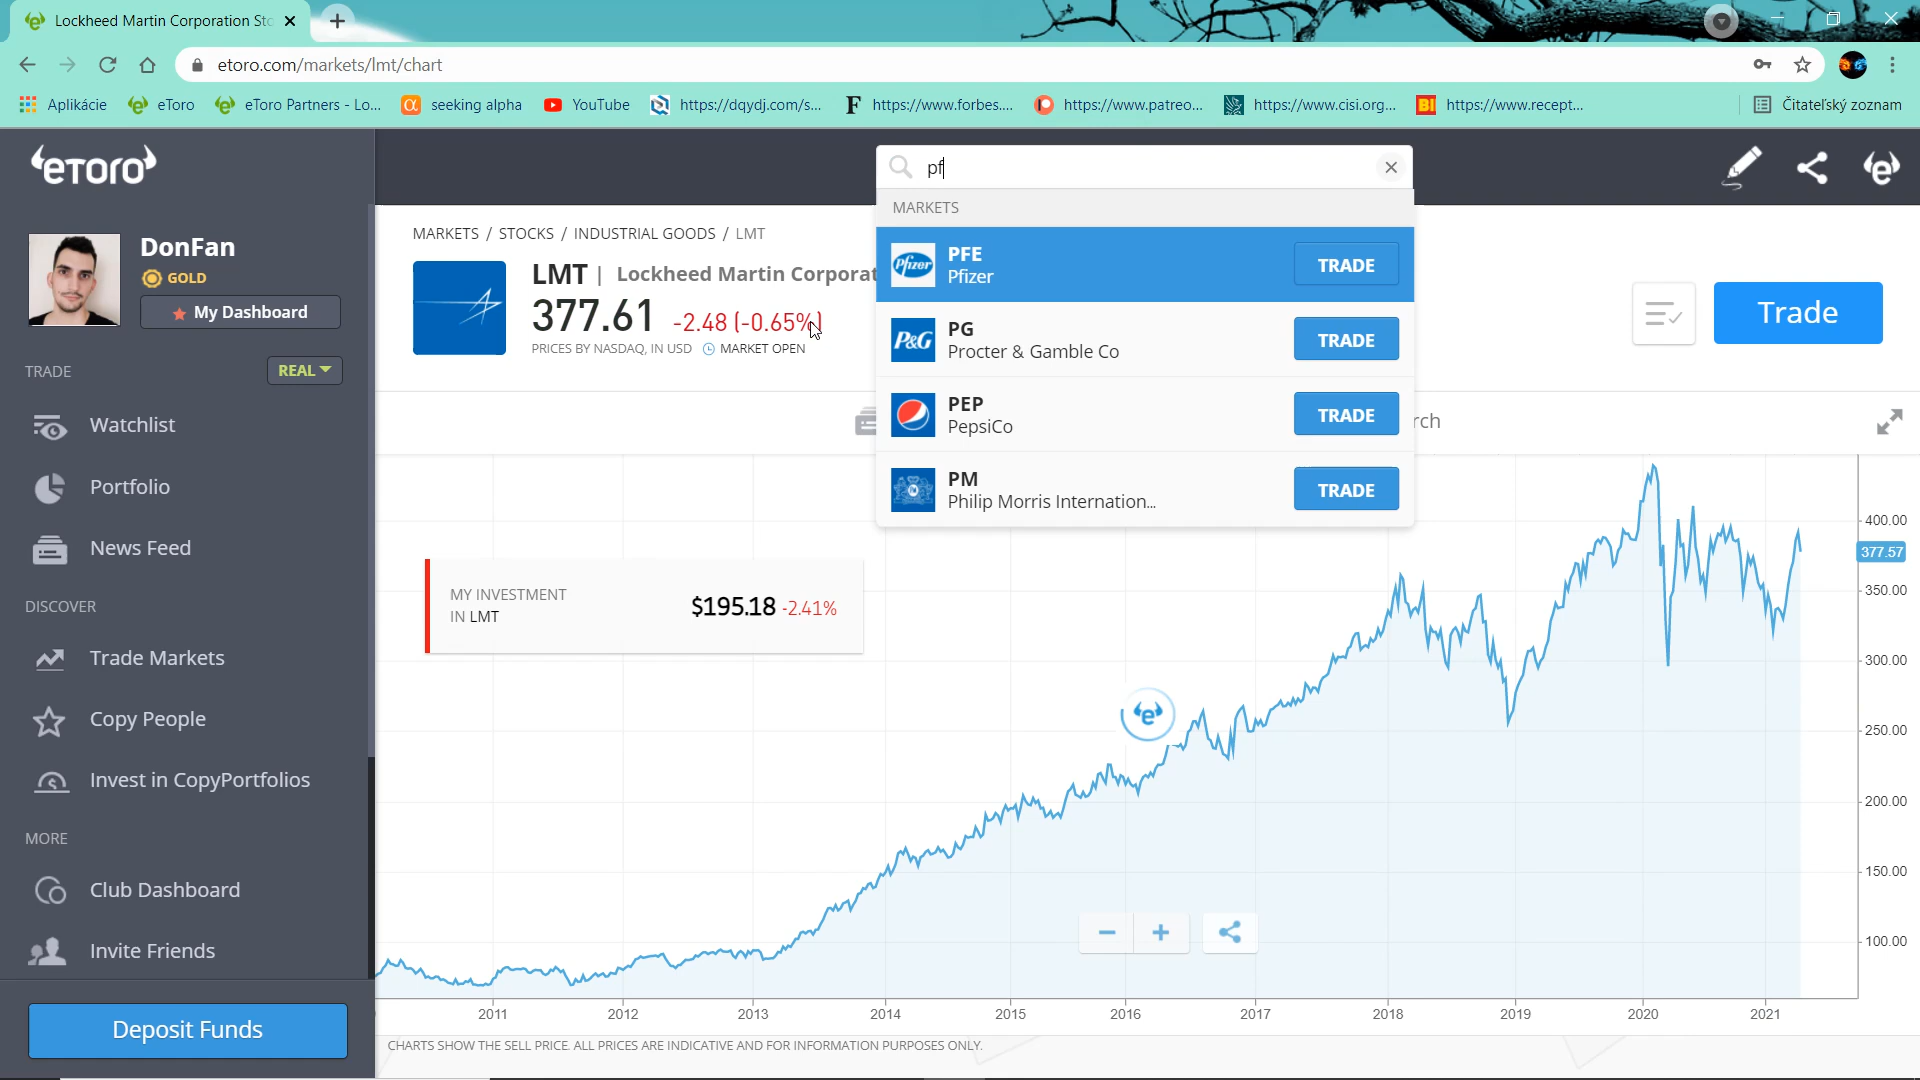 Lockheed Martin Corporation Sto
etoro.com/markets/lmt/chart
Aplikácie
eToro
eToro Partners - Lo...
seeking alpha
YouTube
https://dqydj.com/s...
https://www.forbes....
https://www.patreo...
https://www.cisi.org...
https://www.recept...
Čitateľský zoznam
eToro
pf
DonFan
GOLD
My Dashboard
TRADE
REAL
Watchlist
Portfolio
News Feed
DISCOVER
Trade Markets
Copy People
Invest in CopyPortfolios
MORE
Club Dashboard
Invite Friends
Deposit Funds
MARKETS / STOCKS / INDUSTRIAL GOODS / LMT
LMT | Lockheed Martin Corporat
377.61 -2.48 (-0.65%)
PRICES BY NASDAQ, IN USD MARKET OPEN
Trade
MARKETS
Pfizer
PFE
Pfizer
TRADE
P&G
PG
Procter & Gamble Co
TRADE
PEP
PepsiCo
TRADE
PM
Philip Morris Internation...
TRADE
rch
MY INVESTMENT
IN LMT
$195.18 -2.41%
400.00
377.57
350.00
300.00
250.00
200.00
150.00
100.00
2011
2012
2013
2014
2015
2016
2017
2018
2019
2020
2021
CHARTS SHOW THE SELL PRICE. ALL PRICES ARE INDICATIVE AND FOR INFORMATION PURPOSES ONLY.